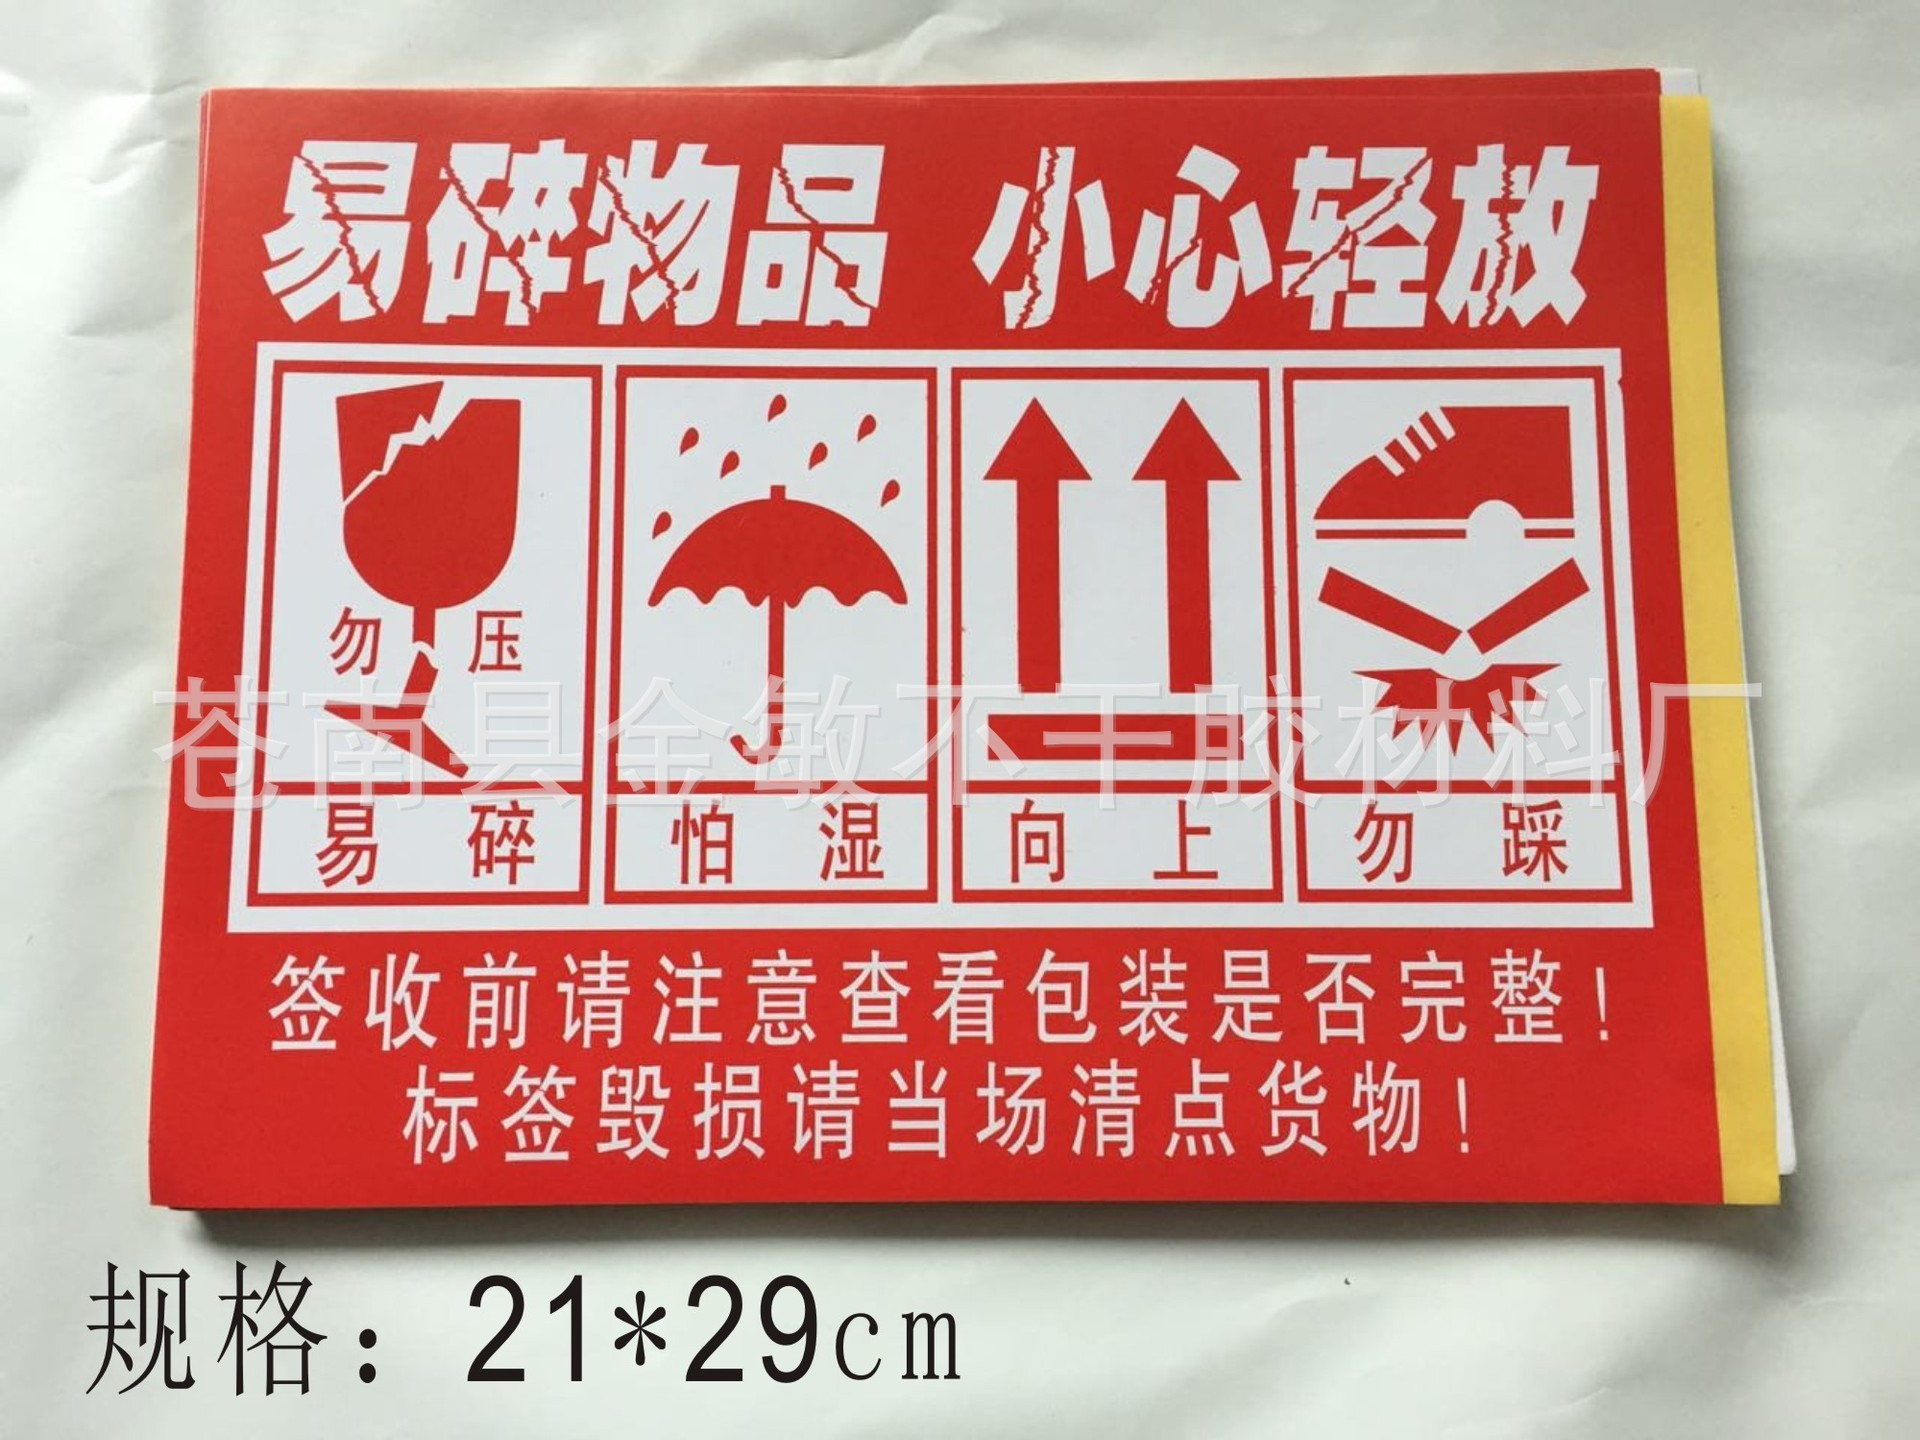 易碎物品 小心轻放
勿 压
苍南县金敏不干胶材料厂
易碎 怕湿 向上 勿踩
签收前请注意查看包装是否完整！
标签毁损请当场清点货物！
规格：21*29cm